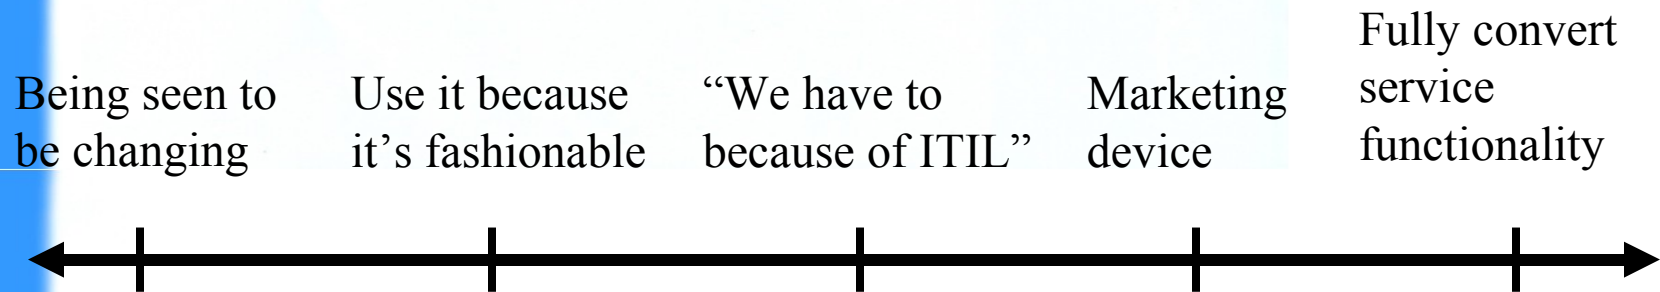 Being seen to
be changing
Use it because
it’s fashionable
“We have to
because of ITIL”
Marketing
device
Fully convert
service
functionality